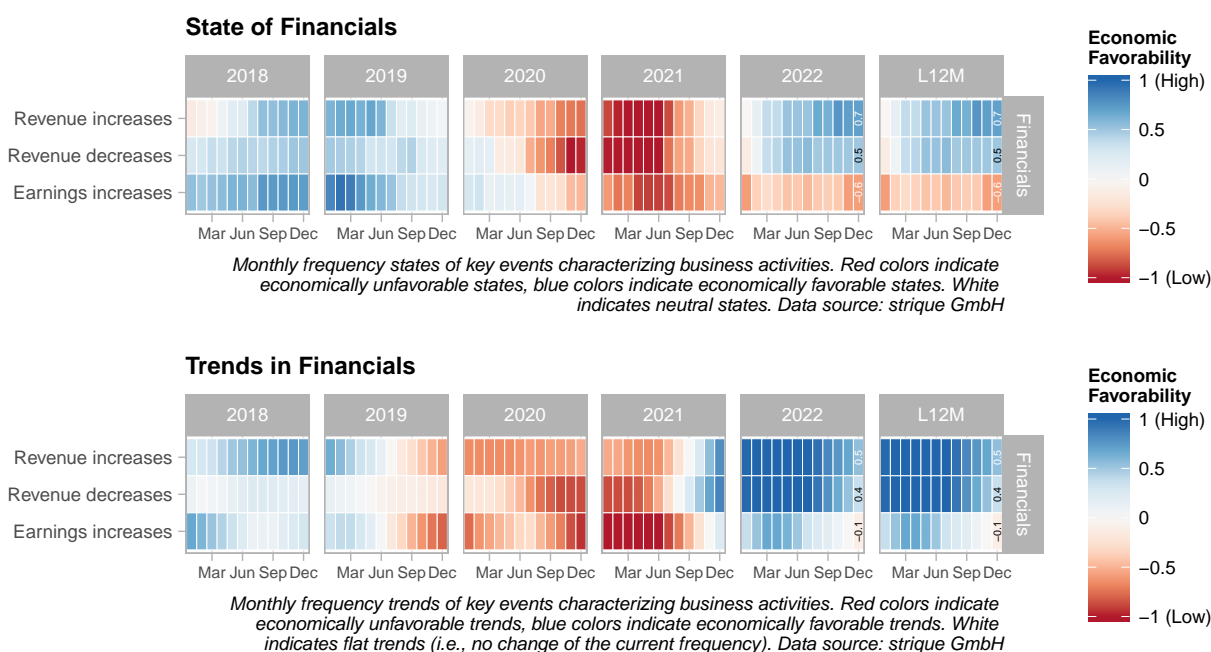 State of Financials
Economic
Favorability
2018 2019 2020 2021 2022 L12M
1 (High)
0.5
0
−0.5
−1 (Low)
Revenue increases
Revenue decreases
Earnings increases
0.7 0.7
0.5 0.5
−0.6 −0.6
Financials
Mar Jun Sep Dec Mar Jun Sep Dec Mar Jun Sep Dec Mar Jun Sep Dec Mar Jun Sep Dec Mar Jun Sep Dec
Monthly frequency states of key events characterizing business activities. Red colors indicate
economically unfavorable states, blue colors indicate economically favorable states. White
indicates neutral states. Data source: strique GmbH
Trends in Financials
Economic
Favorability
2018 2019 2020 2021 2022 L12M
1 (High)
0.5
0
−0.5
−1 (Low)
Revenue increases
Revenue decreases
Earnings increases
0.5 0.5
0.4 0.4
−0.1 −0.1
Financials
Mar Jun Sep Dec Mar Jun Sep Dec Mar Jun Sep Dec Mar Jun Sep Dec Mar Jun Sep Dec Mar Jun Sep Dec
Monthly frequency trends of key events characterizing business activities. Red colors indicate
economically unfavorable trends, blue colors indicate economically favorable trends. White
indicates flat trends (i.e., no change of the current frequency). Data source: strique GmbH